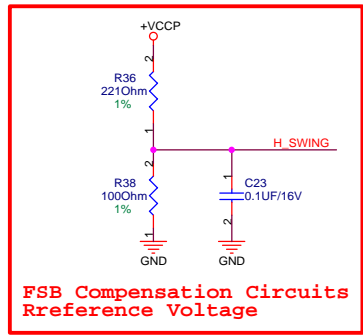 +VCCP
2
R36
221Ohm
1%
1
H_SWING
2
R38
100Ohm
1%
1
1
C23
0.1UF/16V
2
GND
GND
FSB Compensation Circuits
Rreference Voltage